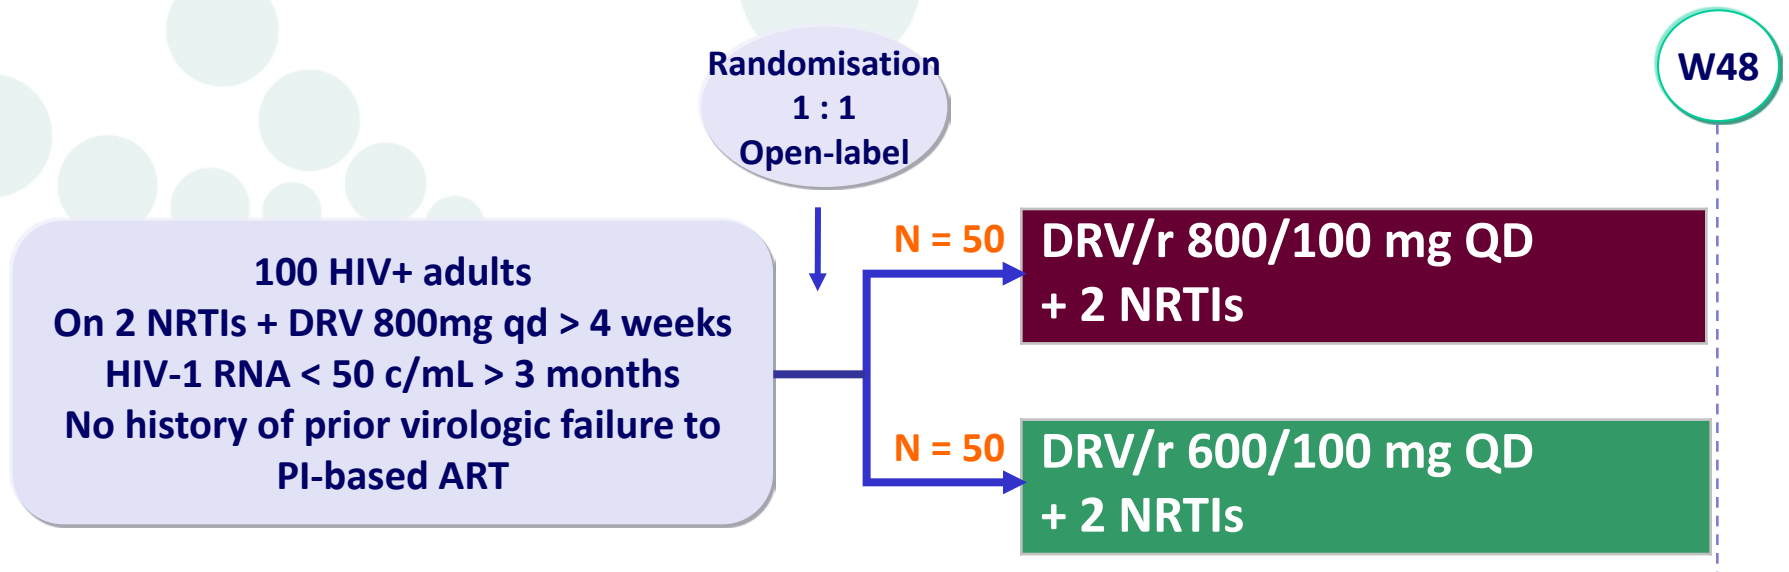 Randomisation
1 : 1
Open-label
W48
100 HIV+ adults
On 2 NRTIs + DRV 800mg qd > 4 weeks
HIV-1 RNA < 50 c/mL > 3 months
No history of prior virologic failure to
PI-based ART
N = 50
DRV/r 800/100 mg QD
+ 2 NRTIs
N = 50
DRV/r 600/100 mg QD
+ 2 NRTIs